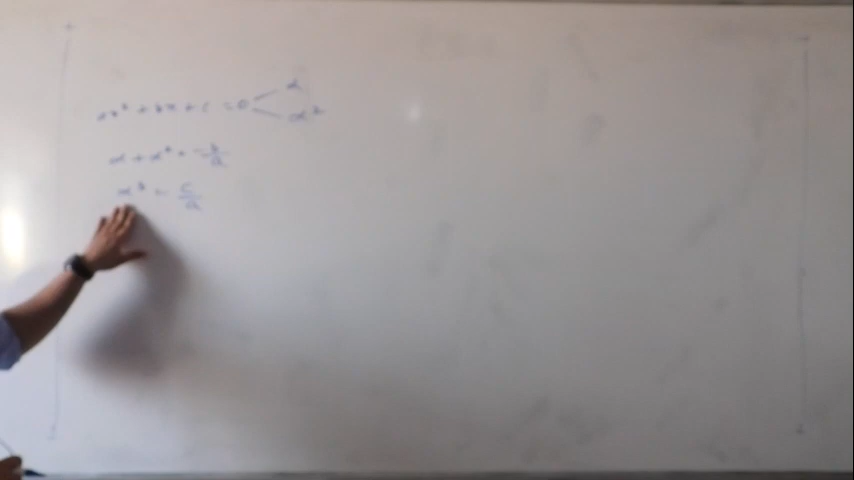 ax² + bx + c = 0 < α
α²
α + α² = -b/a
α³ = c/a